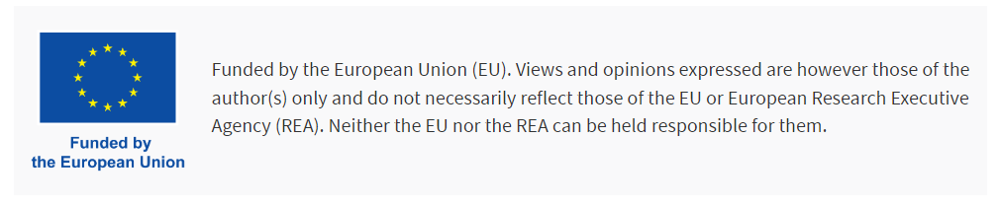 Funded by the European Union (EU). Views and opinions expressed are however those of the
author(s) only and do not necessarily reflect those of the EU or European Research Executive
Agency (REA). Neither the EU nor the REA can be held responsible for them.
Funded by
the European Union